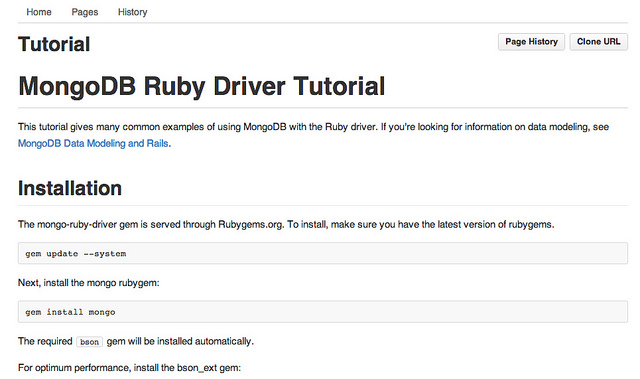 Home Pages History
Tutorial Page History Clone URL
MongoDB Ruby Driver Tutorial
This tutorial gives many common examples of using MongoDB with the Ruby driver. If you're looking for information on data modeling, see
MongoDB Data Modeling and Rails.
Installation
The mongo-ruby-driver gem is served through Rubygems.org. To install, make sure you have the latest version of rubygems.
gem update --system
Next, install the mongo rubygem:
gem install mongo
The required bson gem will be installed automatically.
For optimum performance, install the bson_ext gem: